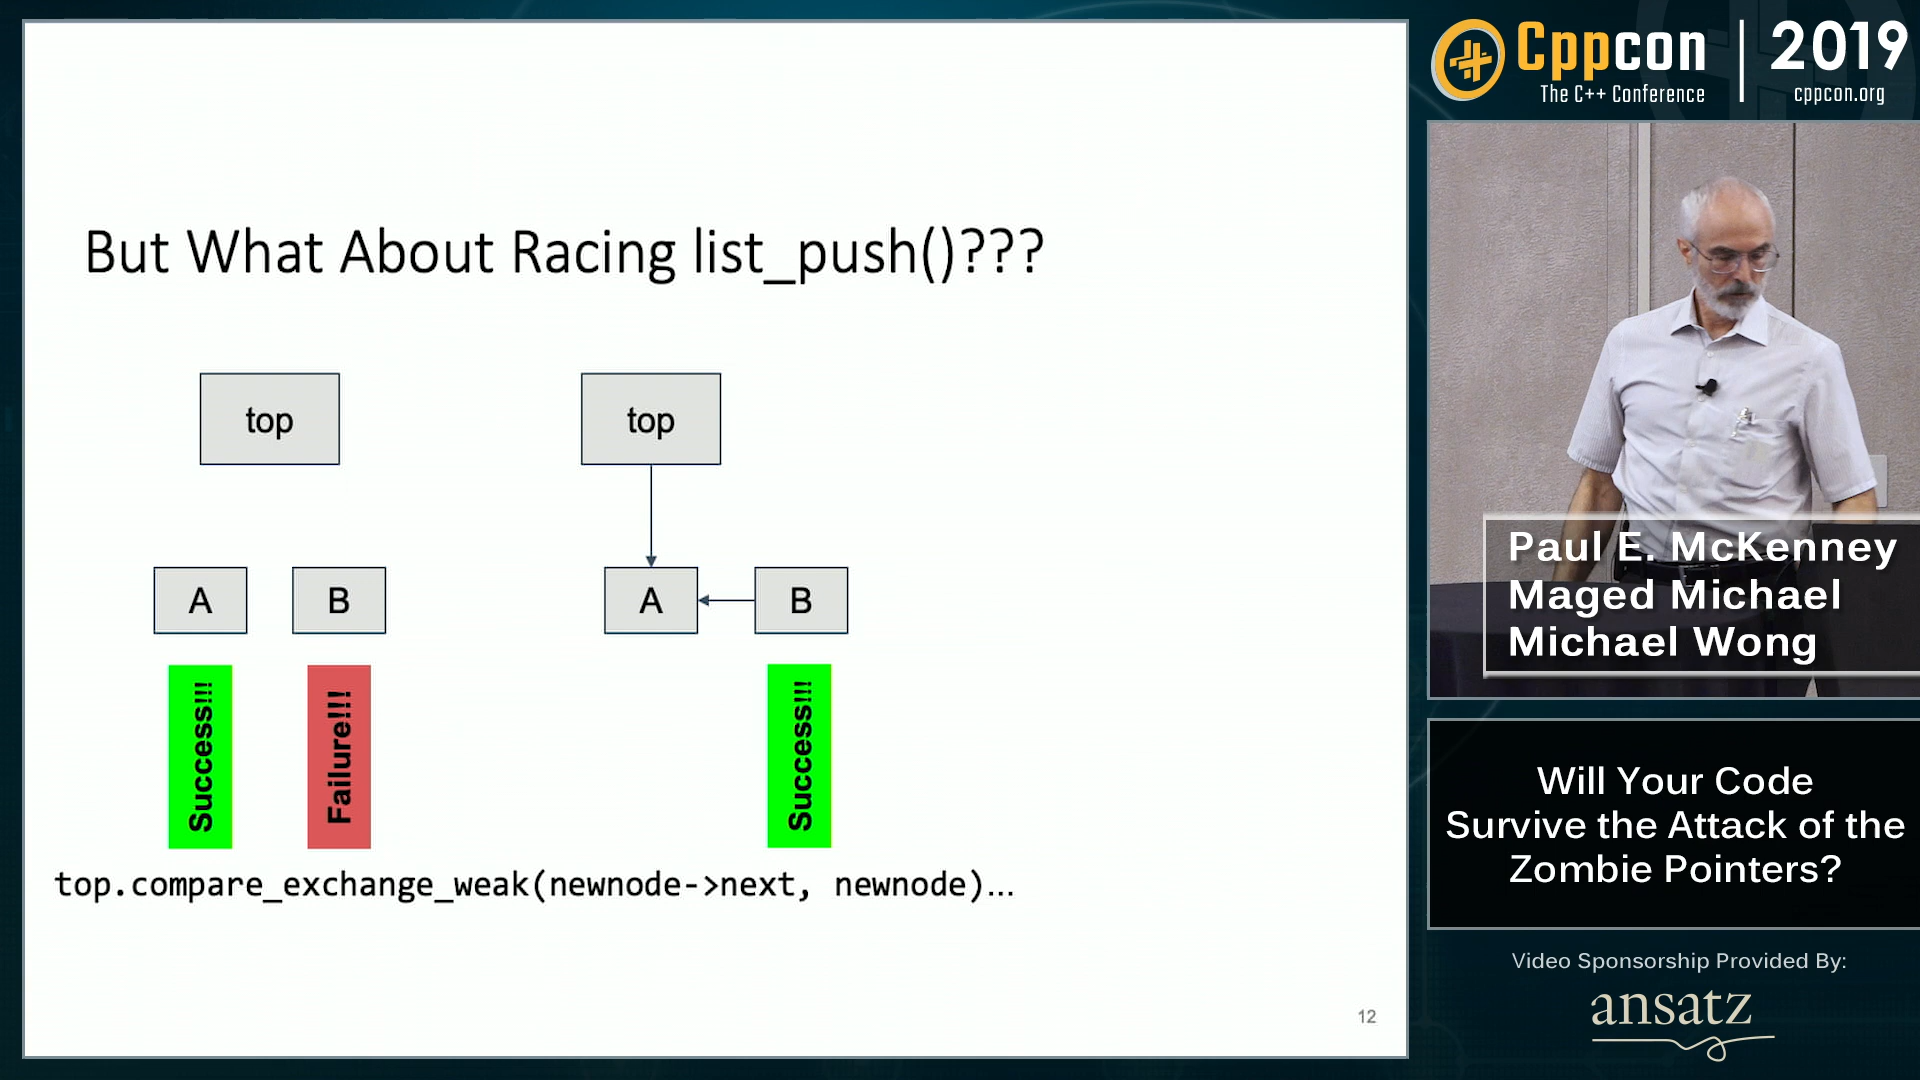 But What About Racing list_push()???
top
top
A
B
A
B
Success!!!
Failure!!!
Success!!!
top.compare_exchange_weak(newnode->next, newnode)...
12
Cppcon
The C++ Conference
2019
cppcon.org
Paul E. McKenney
Maged Michael
Michael Wong
Will Your Code
Survive the Attack of the
Zombie Pointers?
Video Sponsorship Provided By:
ansatz